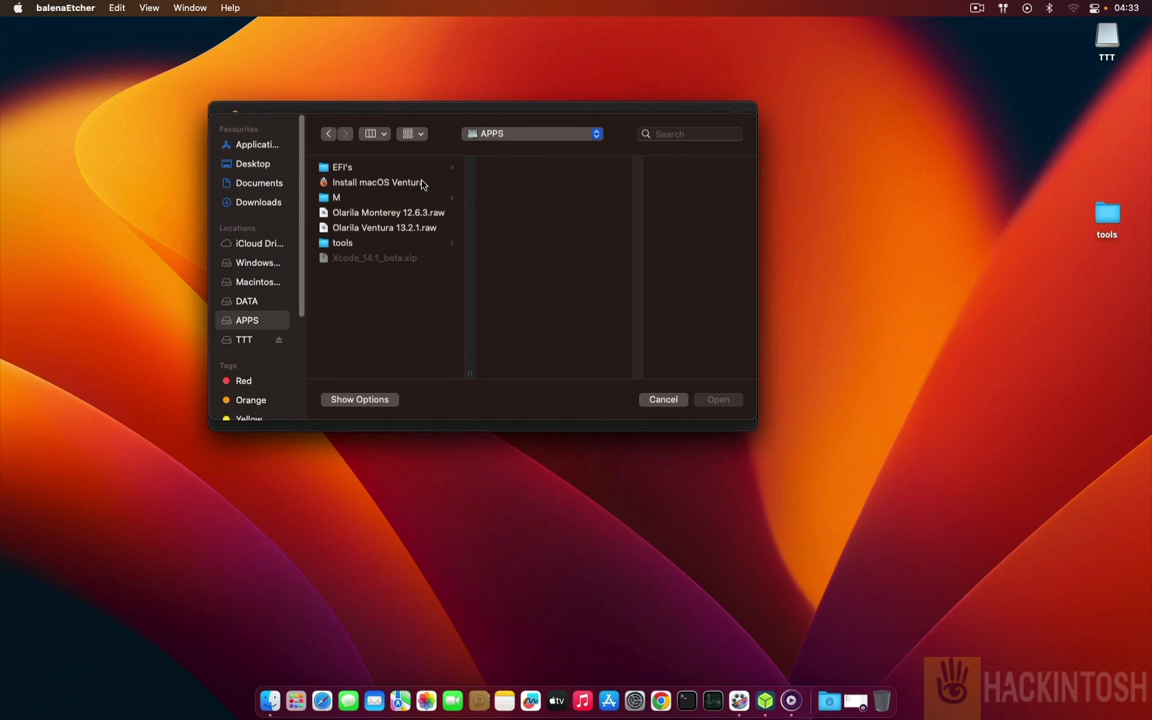 balenaEtcher Edit View Window Help 04:33
TTT
tools
Favourites
Applicati...
Desktop
Documents
Downloads
Locations
iCloud Dri...
Windows...
Macintos...
DATA
APPS
TTT
Tags
Red
Orange
Yellow
APPS
Search
EFI's
Install macOS Ventura
M
Olarila Monterey 12.6.3.raw
Olarila Ventura 13.2.1.raw
tools
Xcode_14.1_beta.xip
Show Options
Cancel
Open
tv
HACKINTOSH